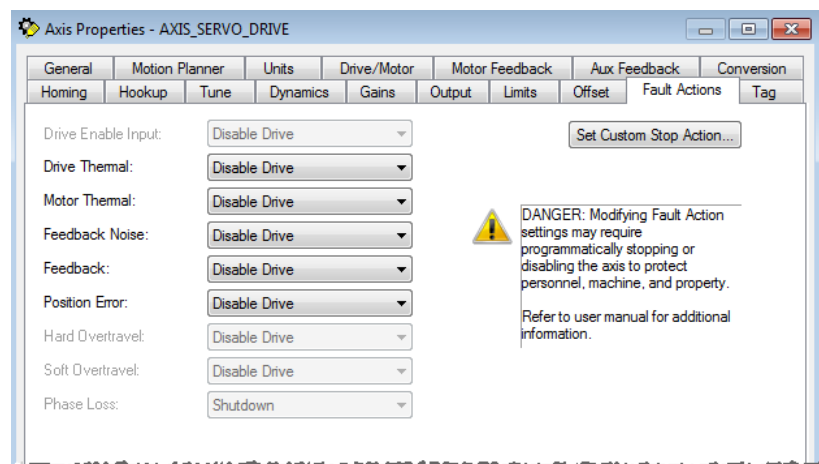 Axis Properties - AXIS_SERVO_DRIVE
General Motion Planner Units Drive/Motor Motor Feedback Aux Feedback Conversion
Homing Hookup Tune Dynamics Gains Output Limits Offset Fault Actions Tag
Drive Enable Input: Disable Drive
Set Custom Stop Action...
Drive Thermal: Disable Drive
Motor Thermal: Disable Drive
Feedback Noise: Disable Drive
Feedback: Disable Drive
Position Error: Disable Drive
Hard Overtravel: Disable Drive
Soft Overtravel: Disable Drive
Phase Loss: Shutdown
DANGER: Modifying Fault Action
settings may require
programmatically stopping or
disabling the axis to protect
personnel, machine, and property.
Refer to user manual for additional
information.